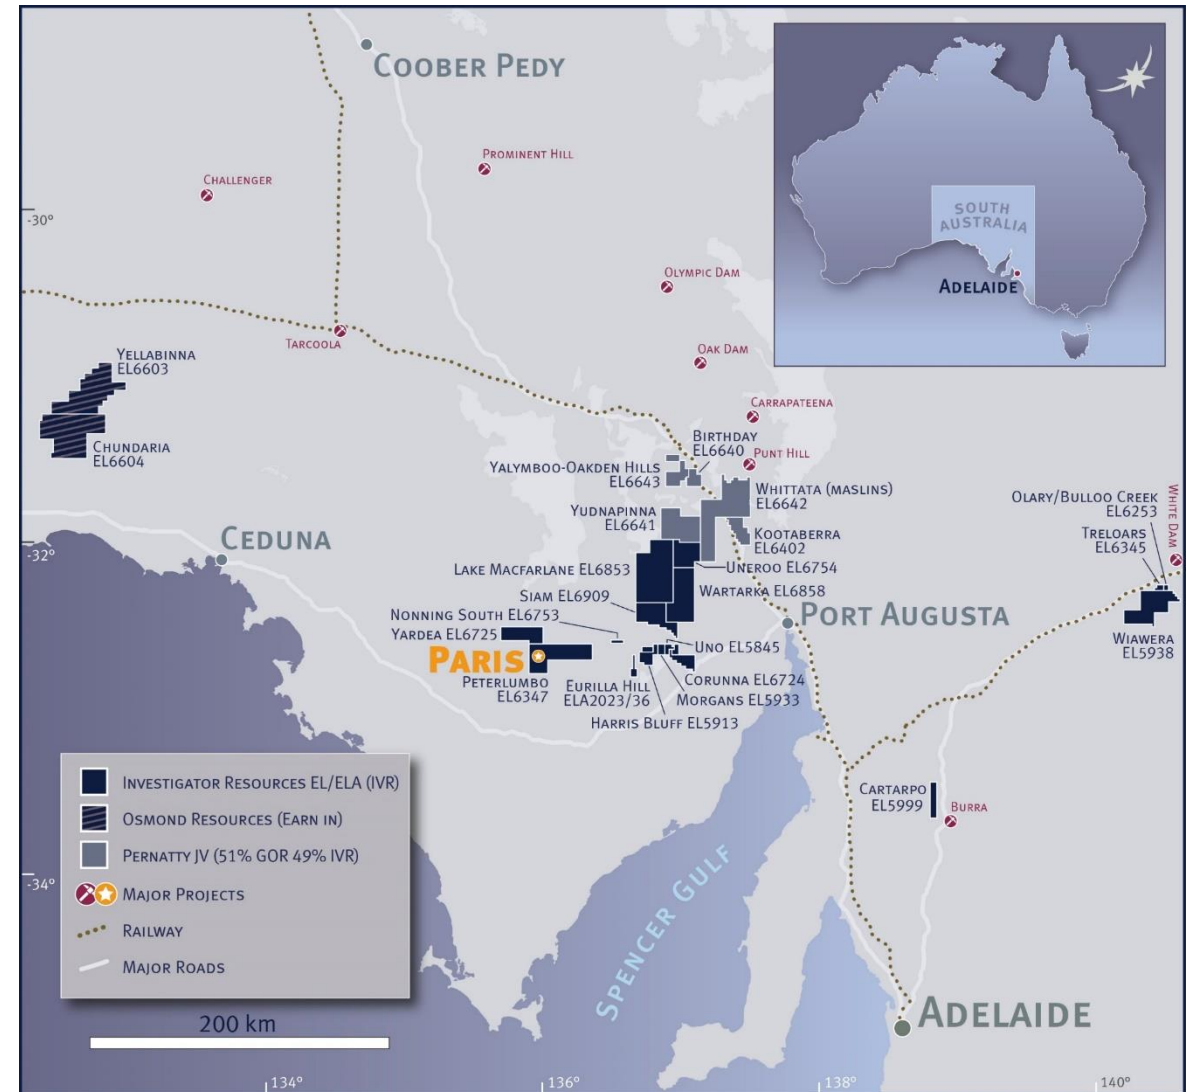 COOBER PEDY
PROMINENT HILL
CHALLENGER
-30°
SOUTH
AUSTRALIA
ADELAIDE
OLYMPIC DAM
TARCOOLA
OAK DAM
YELLABINNA
EL6603
CHUNDARIA
EL6604
CARRAPATEENA
BIRTHDAY
EL6640
PUNT HILL
YALYMBOO-OAKDEN HILLS
EL6643
WHITTATA (MASLINS)
EL6642
OLARY/BULLOO CREEK
EL6253
WHITE DAM
YUDNAPINNA
EL6641
KOOTABERRA
EL6402
TRELOARS
EL6345
-32°
CEDUNA
LAKE MACFARLANE EL6853
UNEROO EL6754
WARTARKA EL6858
SIAM EL6909
NONNING SOUTH EL6753
PORT AUGUSTA
YARDEA EL6725
UNO EL5845
WIAWERA
EL5938
PARIS
PETERLUMBO
EL6347
EURILLA HILL
ELA2023/36
CORUNNA EL6724
MORGANS EL5933
HARRIS BLUFF EL5913
INVESTIGATOR RESOURCES EL/ELA (IVR)
OSMOND RESOURCES (EARN IN)
PERNATTY JV (51% GOR 49% IVR)
MAJOR PROJECTS
RAILWAY
MAJOR ROADS
CARTARPO
EL5999
BURRA
-34°
SPENCER GULF
200 km
ADELAIDE
134°
136°
138°
140°